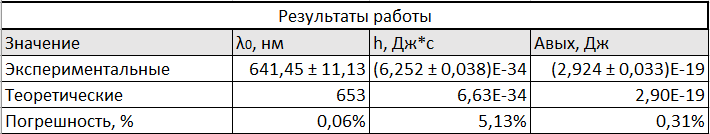 Результаты работы
Значение λ₀, нм h, Дж*с Aвых, Дж
Экспериментальные 641,45 ± 11,13 (6,252 ± 0,038)E-34 (2,924 ± 0,033)E-19
Теоретические 653 6,63E-34 2,90E-19
Погрешность, % 0,06% 5,13% 0,31%